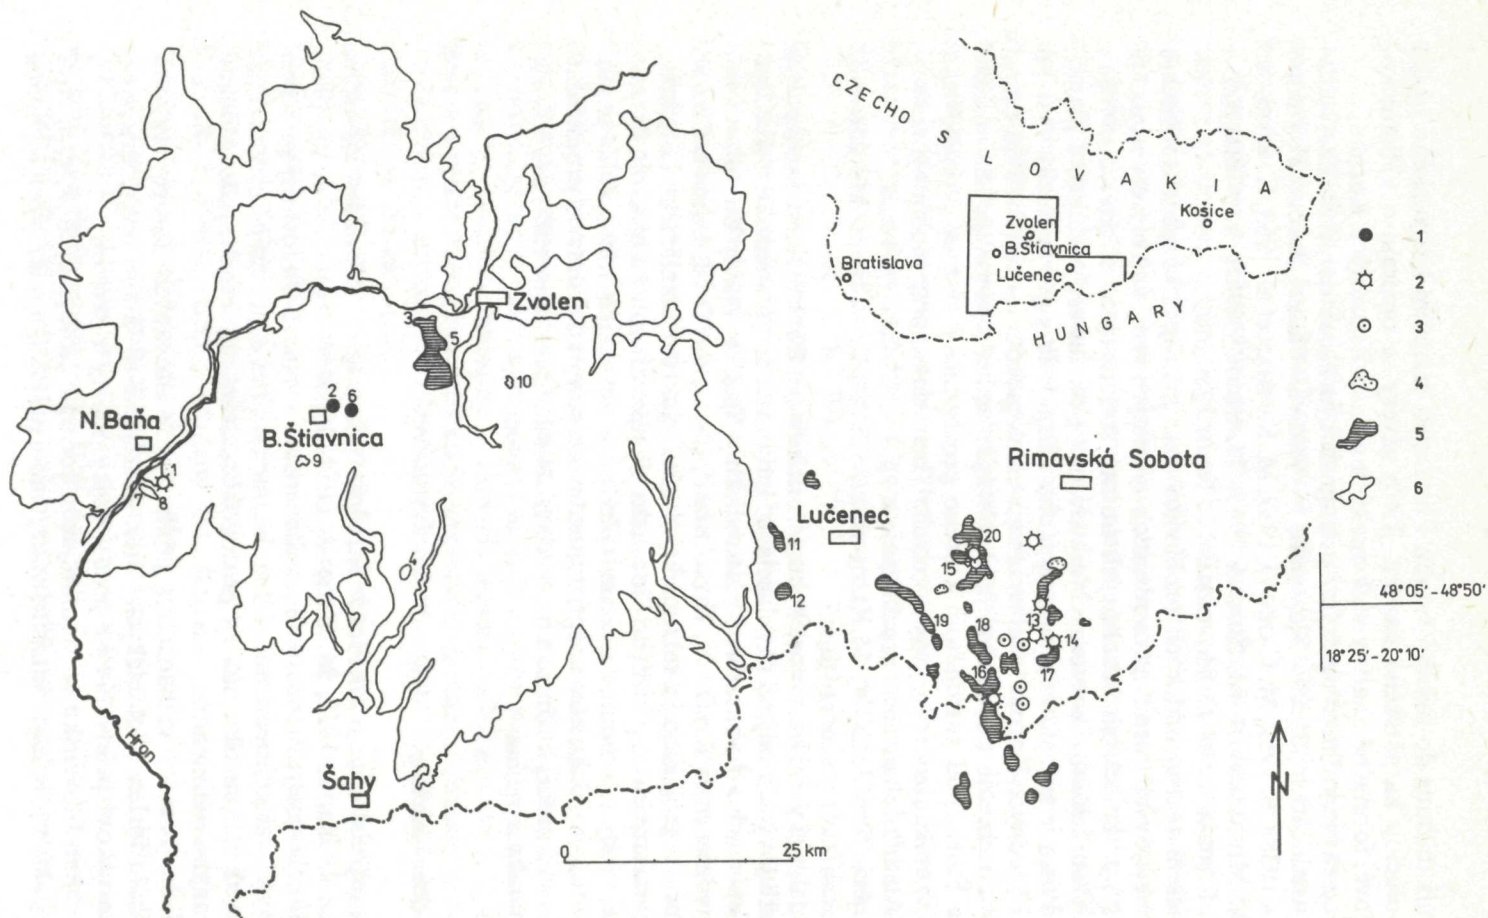 CZECHO SLOVAKIA
Zvolen
B.Štiavnica
Lučenec
Bratislava
Košice
HUNGARY
1
2
3
4
5
6
3
5
Zvolen
10
N. Baňa
2
6
B. Štiavnica
9
1
7
8
4
Hron
Šahy
Lučenec
11
12
Rimavská Sobota
20
15
19
18
13
14
17
16
48°05'-48°50'
18°25'-20°10'
N
0
25 km